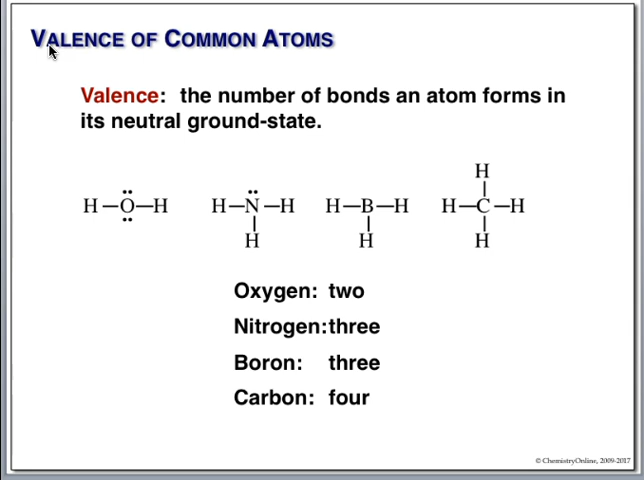 VALENCE OF COMMON ATOMS
Valence: the number of bonds an atom forms in
its neutral ground-state.
H
H—O—H H—N—H H—B—H H—C—H
H H H
Oxygen: two
Nitrogen: three
Boron: three
Carbon: four
© ChemistryOnline, 2009-2017